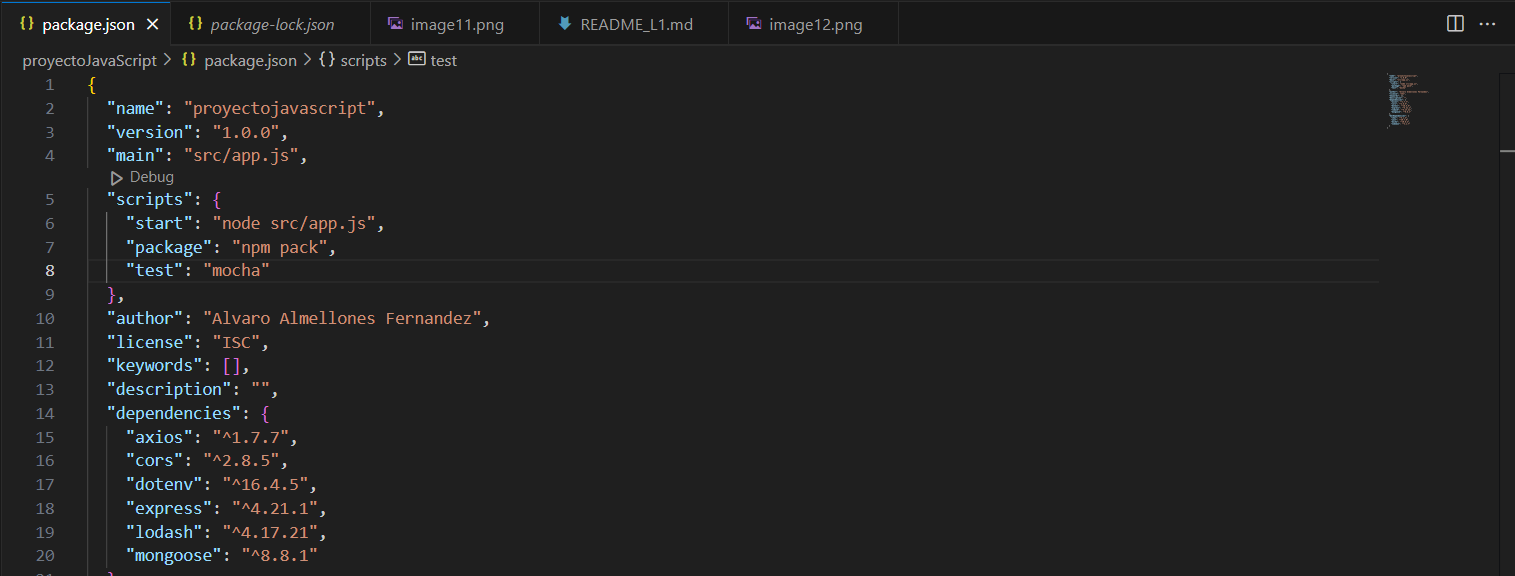 package.json
package-lock.json
image11.png
README_L1.md
image12.png
proyectoJavaScript > {} package.json > {} scripts > abc test
1 {
2 "name": "proyectojavascript",
3 "version": "1.0.0",
4 "main": "src/app.js",
Debug
5 "scripts": {
6 "start": "node src/app.js",
7 "package": "npm pack",
8 "test": "mocha"
9 },
10 "author": "Alvaro Almellones Fernandez",
11 "license": "ISC",
12 "keywords": [],
13 "description": "",
14 "dependencies": {
15 "axios": "^1.7.7",
16 "cors": "^2.8.5",
17 "dotenv": "^16.4.5",
18 "express": "^4.21.1",
19 "lodash": "^4.17.21",
20 "mongoose": "^8.8.1"